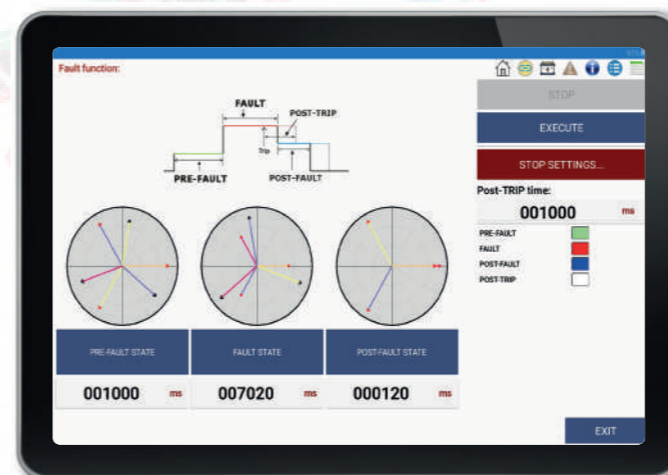 Fault function:
FAULT
POST-TRIP
Trip
PRE-FAULT
POST-FAULT
PRE-FAULT STATE
FAULT STATE
POST-FAULT STATE
001000 ms
007020 ms
000120 ms
STOP
EXECUTE
STOP SETTINGS...
Post-TRIP time:
001000 ms
PRE-FAULT
FAULT
POST-FAULT
POST-TRIP
EXIT